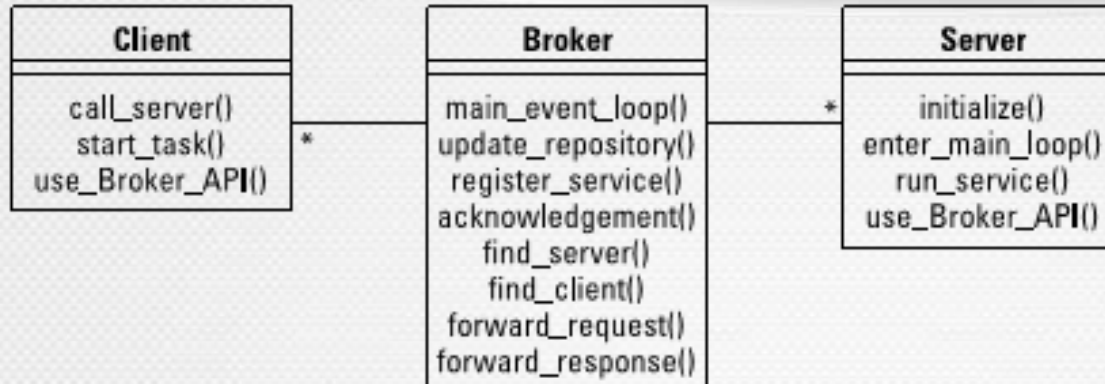 Client
call_server()
start_task()
use_Broker_API()
*
Broker
main_event_loop()
update_repository()
register_service()
acknowledgement()
find_server()
find_client()
forward_request()
forward_response()
*
Server
initialize()
enter_main_loop()
run_service()
use_Broker_API()